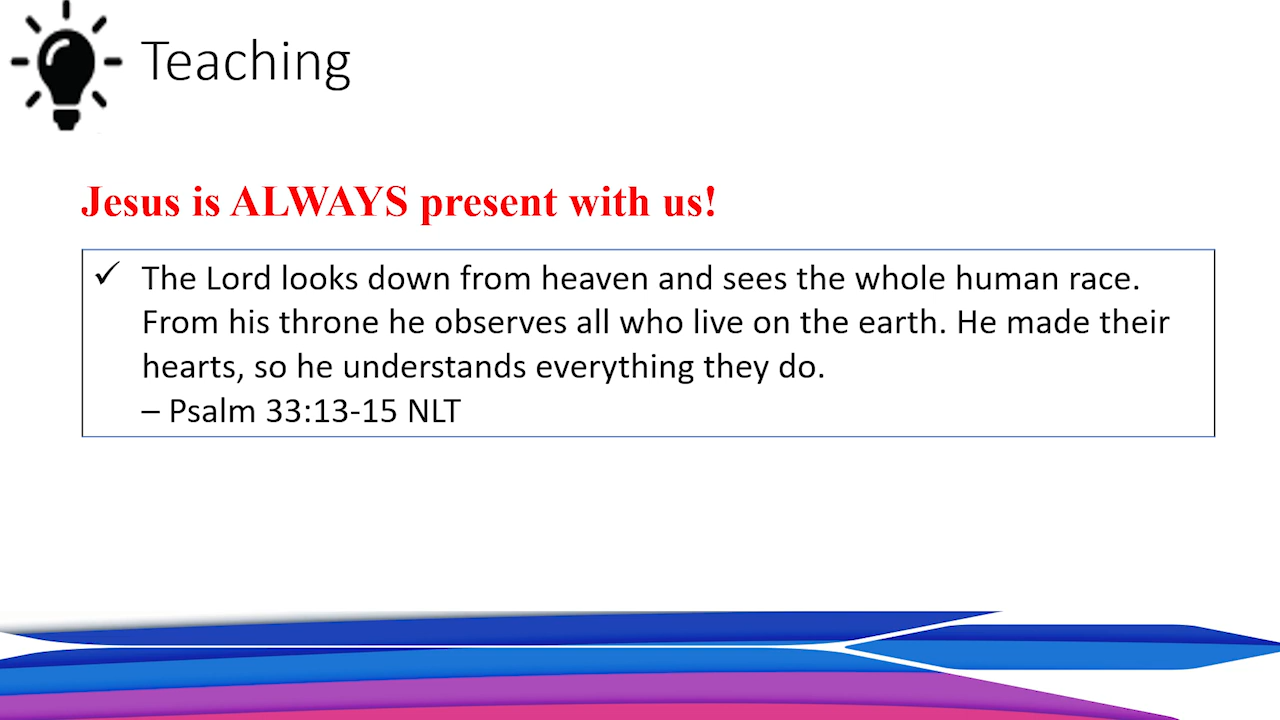 Teaching
Jesus is ALWAYS present with us!
✓ The Lord looks down from heaven and sees the whole human race.
From his throne he observes all who live on the earth. He made their
hearts, so he understands everything they do.
– Psalm 33:13-15 NLT